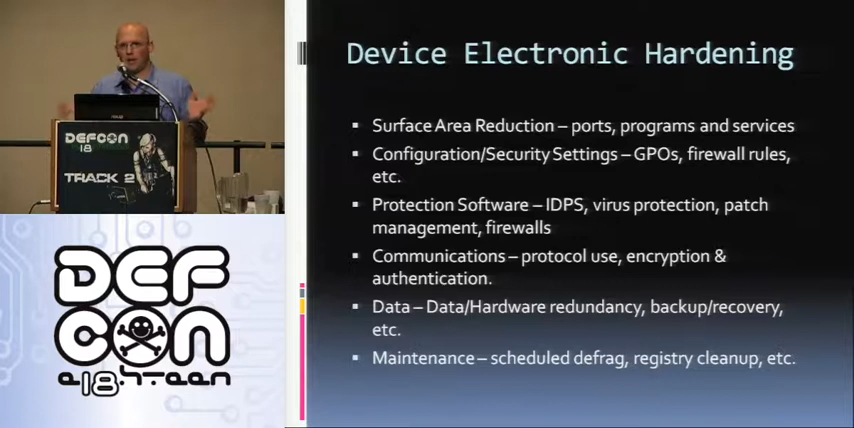 DEFCON
18
TRACK 2
DEF
CON
e18hteen
Device Electronic Hardening
Surface Area Reduction – ports, programs and services
Configuration/Security Settings – GPOs, firewall rules,
etc.
Protection Software – IDPS, virus protection, patch
management, firewalls
Communications – protocol use, encryption &
authentication.
Data – Data/Hardware redundancy, backup/recovery,
etc.
Maintenance – scheduled defrag, registry cleanup, etc.